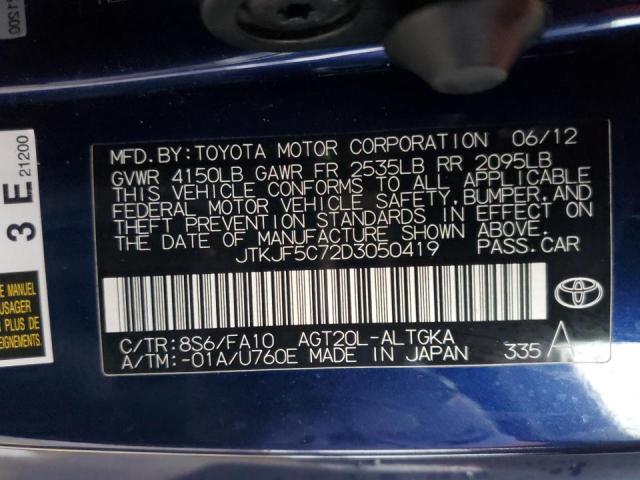 MFD.BY:TOYOTA MOTOR CORPORATION 06/12
GVWR 4150LB GAWR FR 2535LB RR 2095LB
THIS VEHICLE CONFORMS TO ALL APPLICABLE
FEDERAL MOTOR VEHICLE SAFETY,BUMPER,AND
THEFT PREVENTION STANDARDS IN EFFECT ON
THE DATE OF MANUFACTURE SHOWN ABOVE.
JTKJF5C72D3050419 PASS.CAR
C/TR:8S6/FA10 AGT20L-ALTGKA
A/TM:-01A/U760E MADE IN JAPAN 335 A
3 E 21200
E MANUEL
USAGER
N PLUS DE